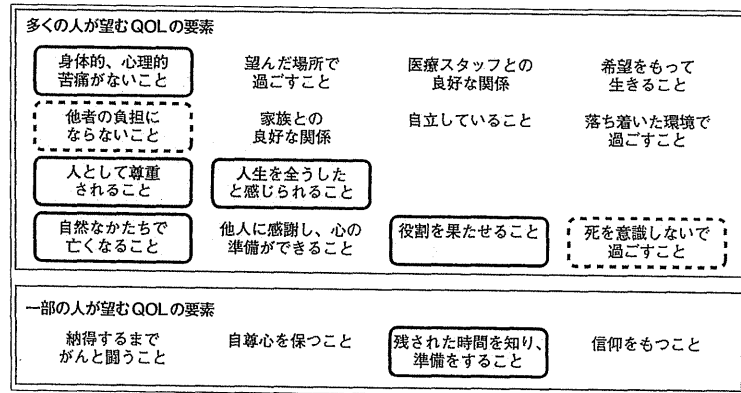 多くの人が望むQOLの要素
身体的、心理的
苦痛がないこと
望んだ場所で
過ごすこと
医療スタッフとの
良好な関係
希望をもって
生きること
他者の負担に
ならないこと
家族との
良好な関係
自立していること
落ち着いた環境で
過ごすこと
人として尊重
されること
人生を全うした
と感じられること
自然なかたちで
亡くなること
他人に感謝し、心の
準備ができること
役割を果たせること
死を意識しないで
過ごすこと
一部の人が望むQOLの要素
納得するまで
がんと闘うこと
自尊心を保つこと
残された時間を知り、
準備をすること
信仰をもつこと